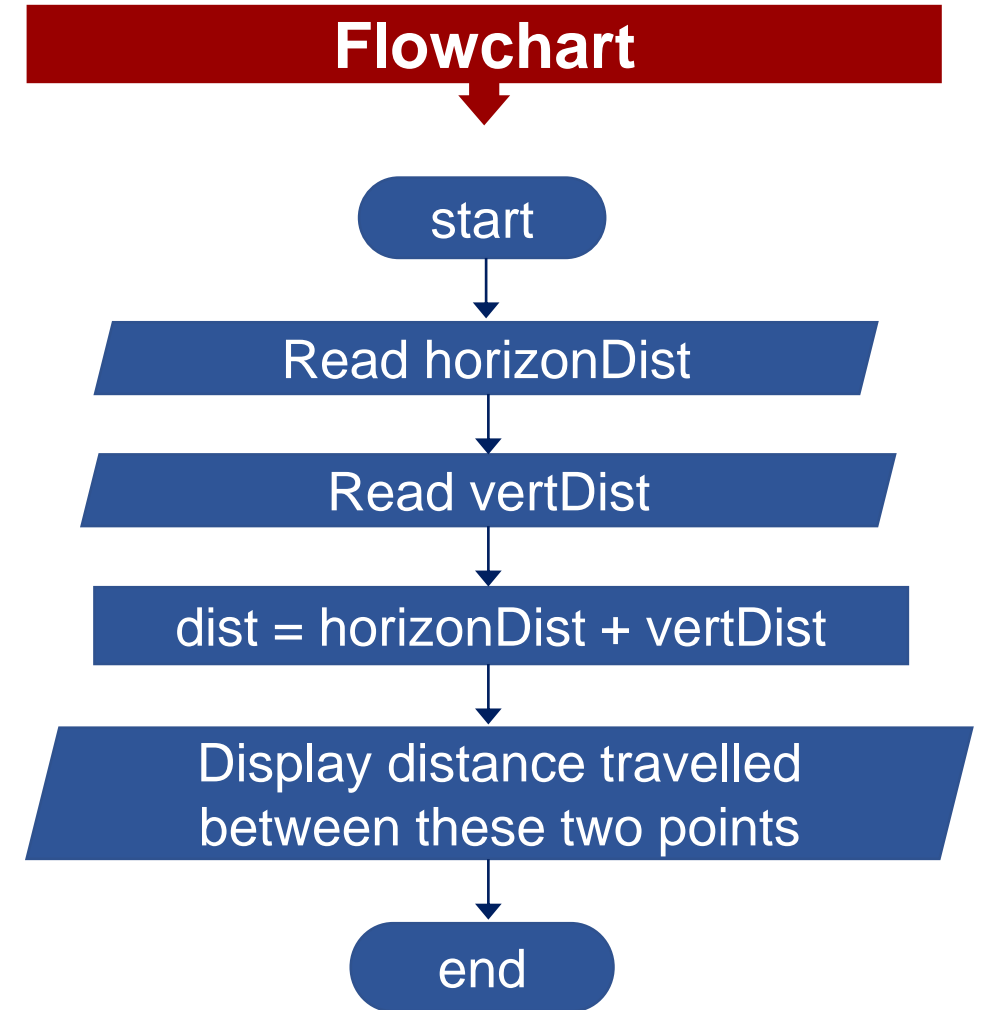 Flowchart
start
Read horizonDist
Read vertDist
dist = horizonDist + vertDist
Display distance travelled
between these two points
end